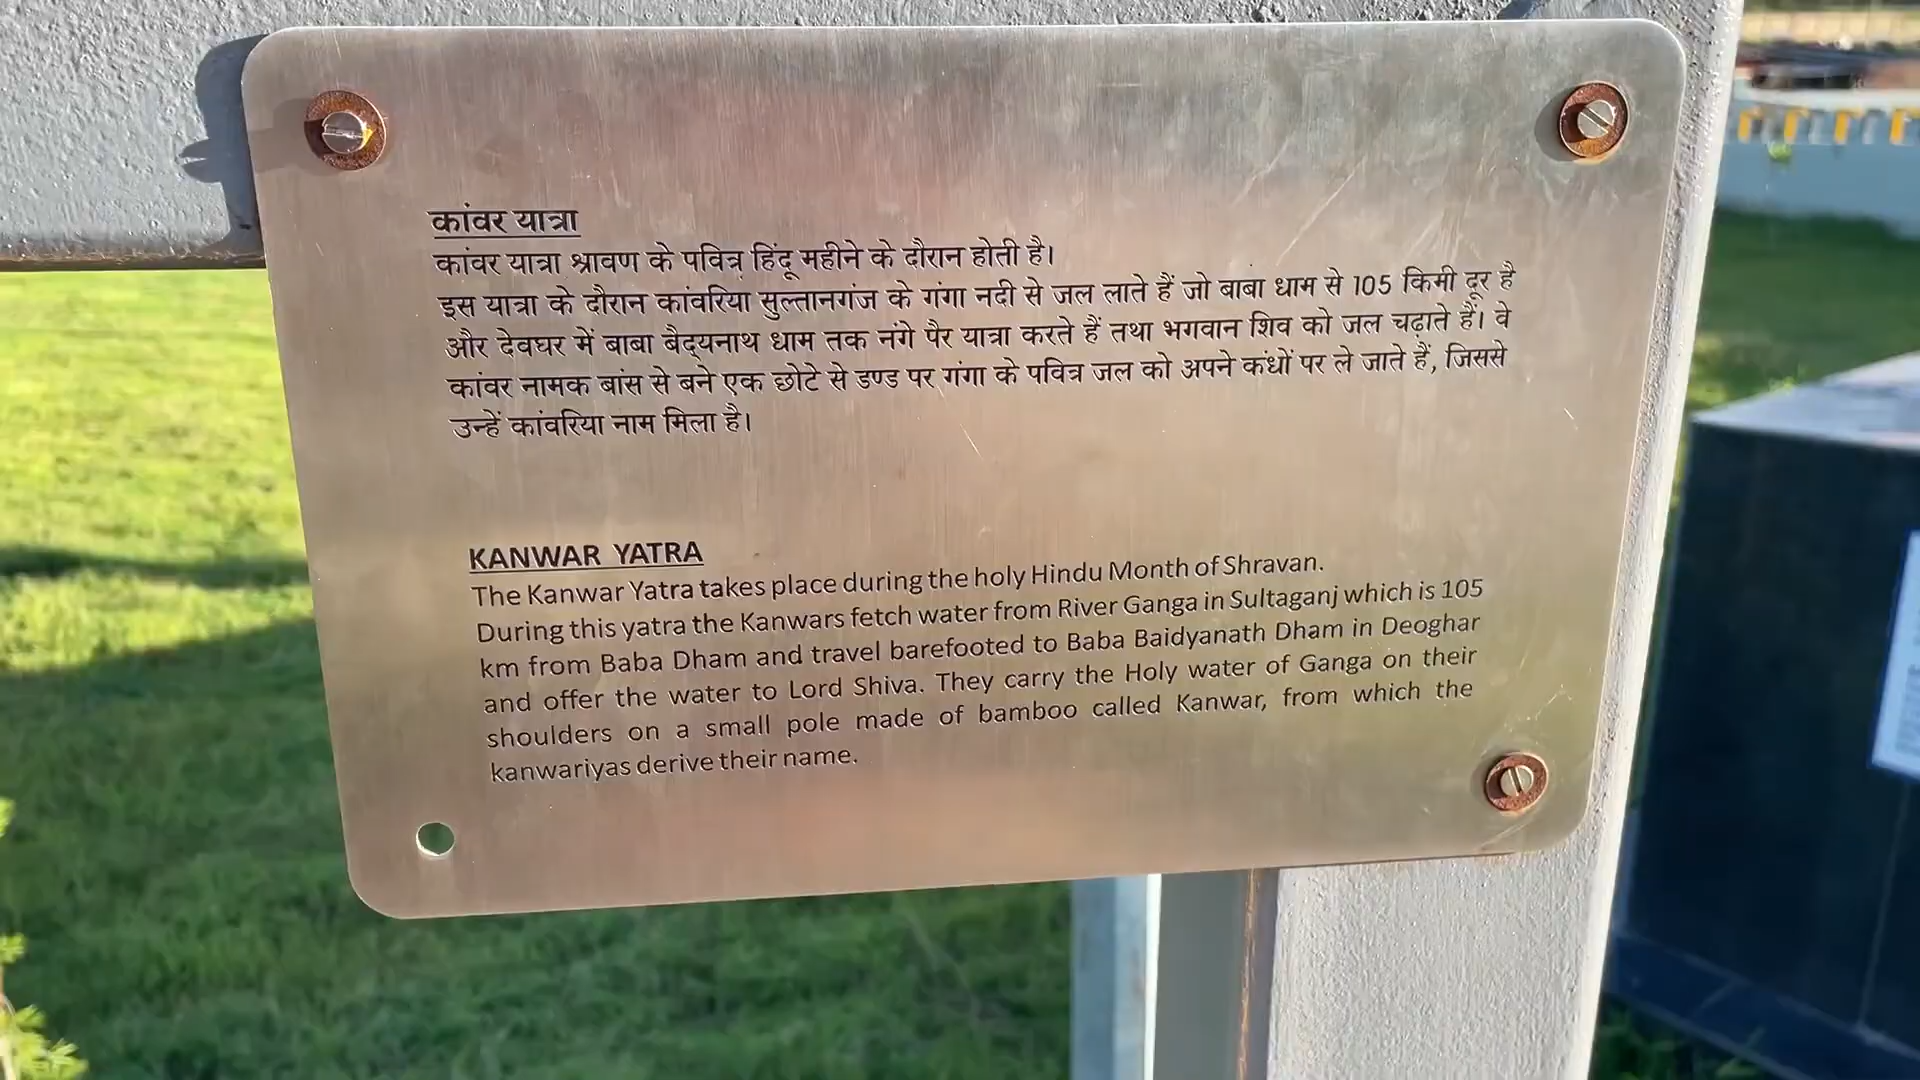 कांवर यात्रा
कांवर यात्रा श्रावण के पवित्र हिंदू महीने के दौरान होती है।
इस यात्रा के दौरान कांवरिया सुल्तानगंज के गंगा नदी से जल लाते हैं जो बाबा धाम से 105 किमी दूर है
और देवघर में बाबा बैद्यनाथ धाम तक नंगे पैर यात्रा करते हैं तथा भगवान शिव को जल चढ़ाते हैं। वे
कांवर नामक बांस से बने एक छोटे से डण्ड पर गंगा के पवित्र जल को अपने कंधों पर ले जाते हैं, जिससे
उन्हें कांवरिया नाम मिला है।
KANWAR YATRA
The Kanwar Yatra takes place during the holy Hindu Month of Shravan.
During this yatra the Kanwars fetch water from River Ganga in Sultaganj which is 105
km from Baba Dham and travel barefooted to Baba Baidyanath Dham in Deoghar
and offer the water to Lord Shiva. They carry the Holy water of Ganga on their
shoulders on a small pole made of bamboo called Kanwar, from which the
kanwariyas derive their name.